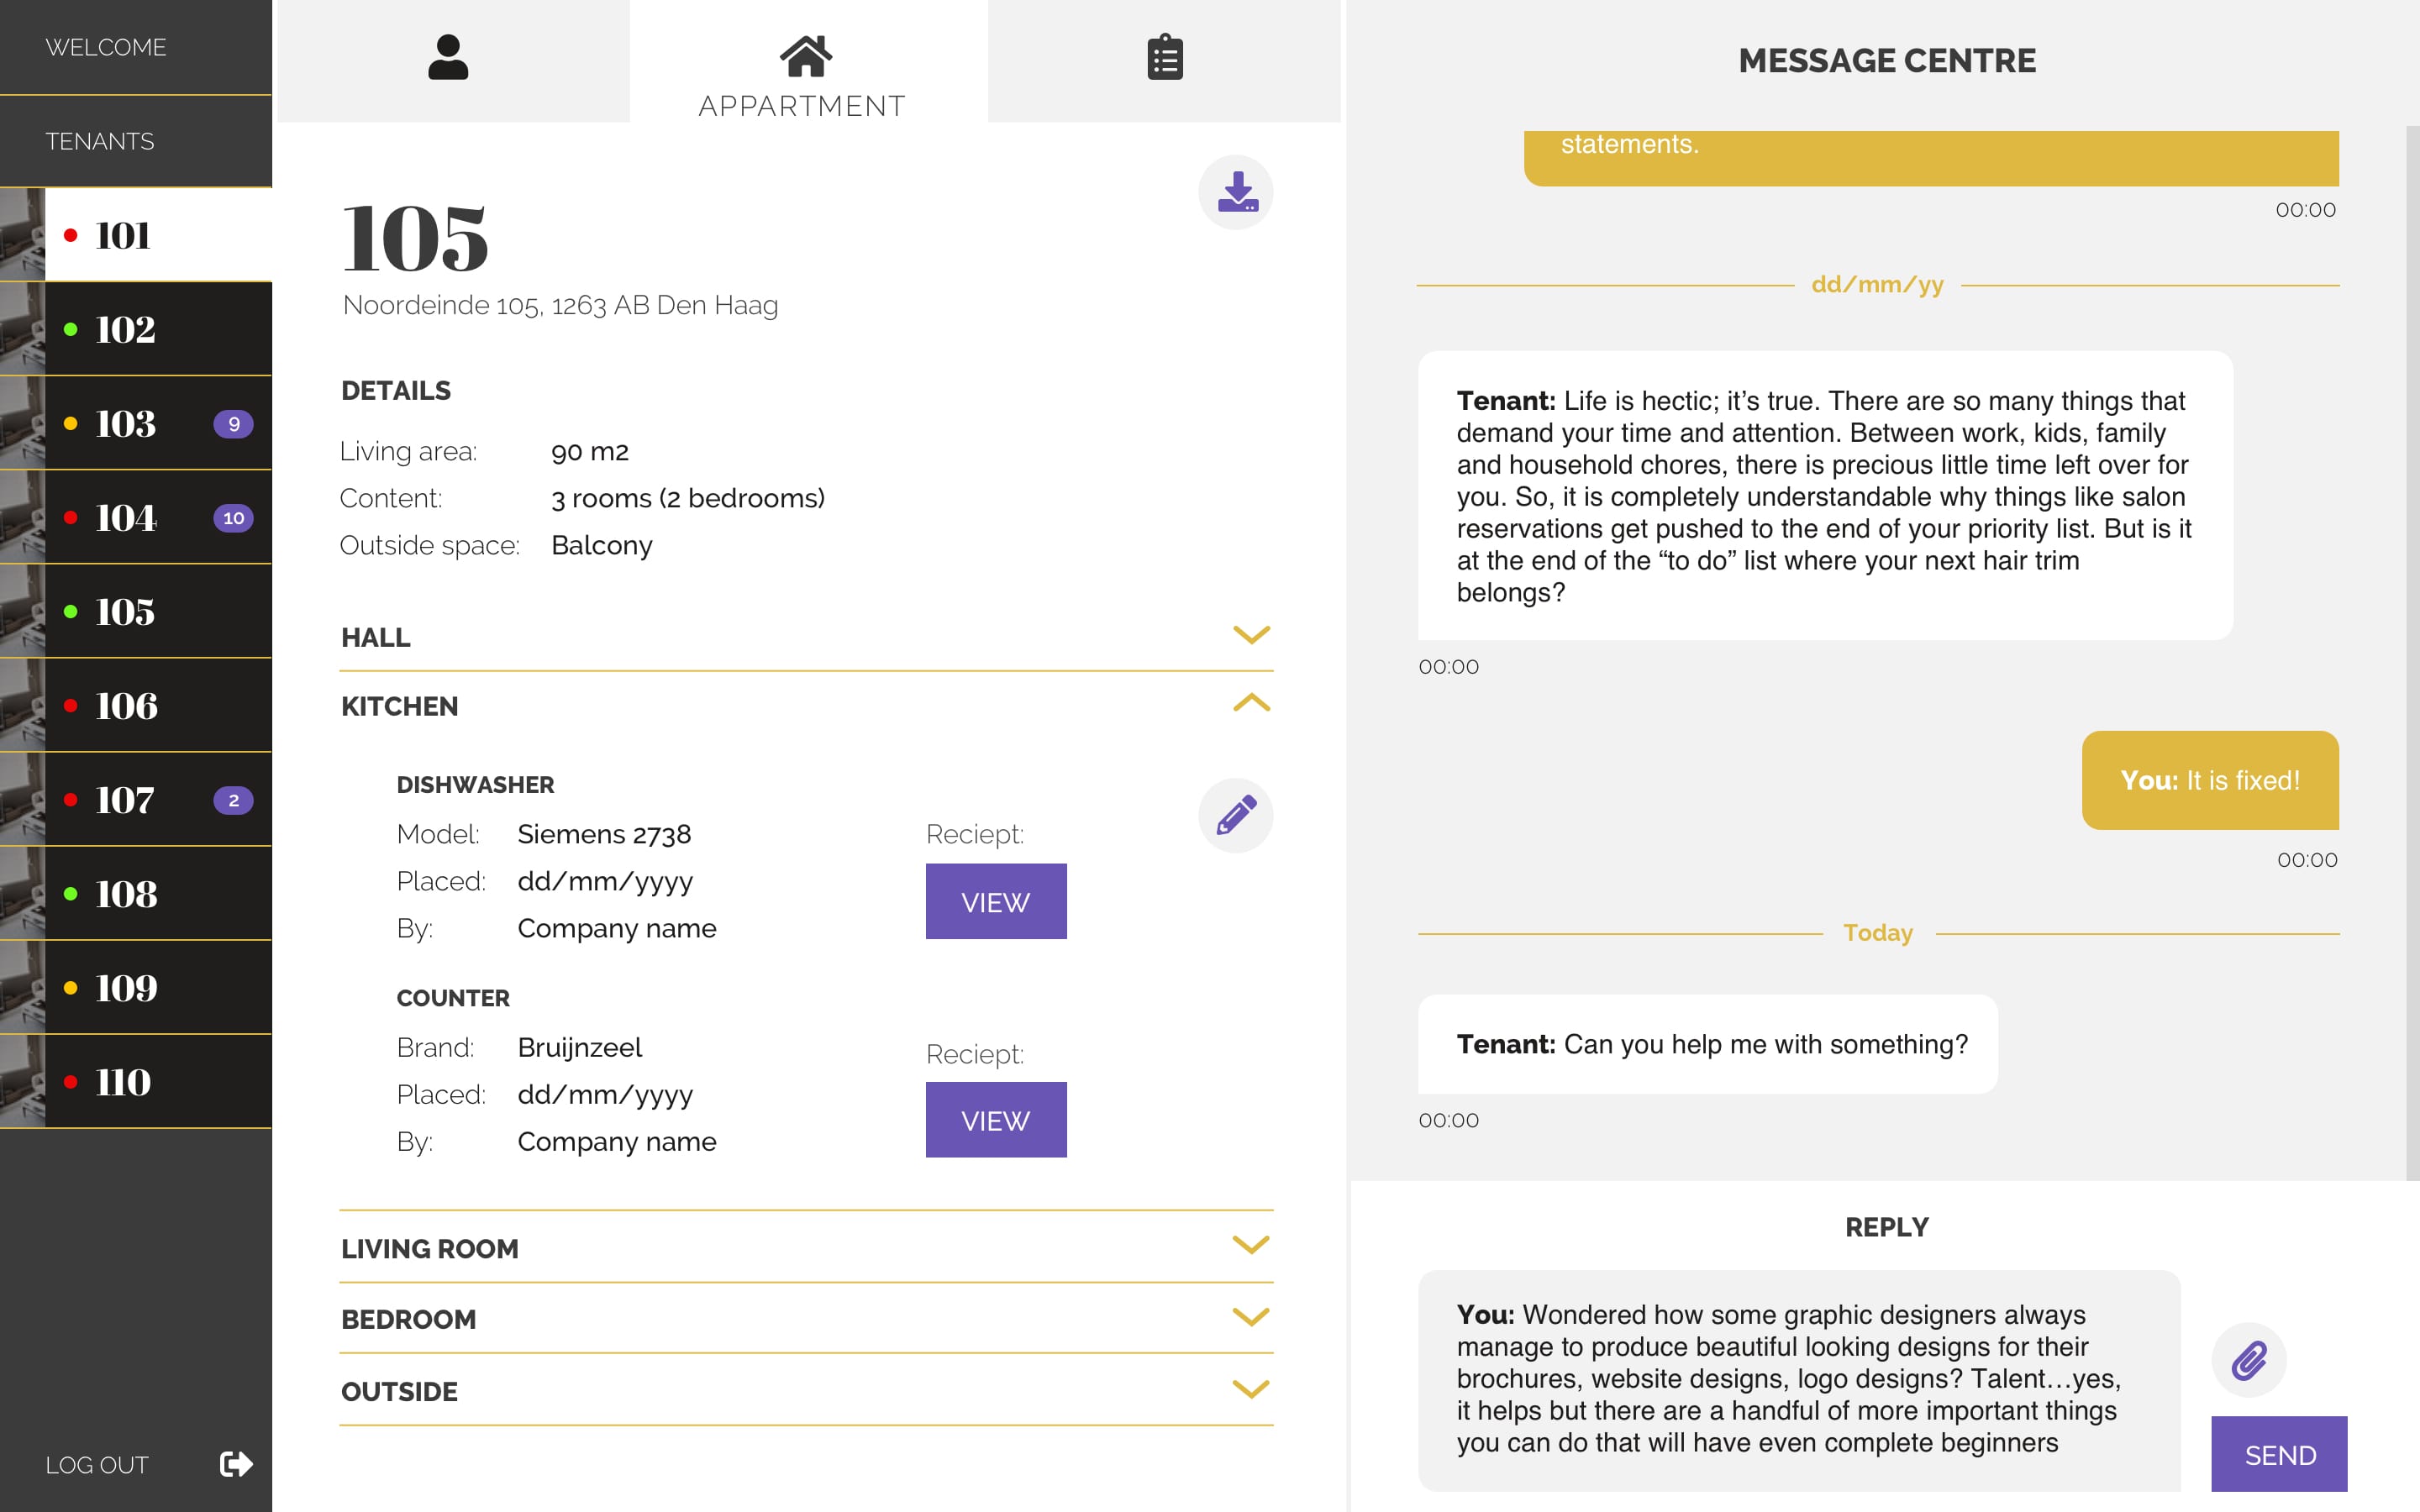 WELCOME
TENANTS
101
102
103 9
104 10
105
106
107 2
108
109
110
LOG OUT
APPARTMENT
105
Noordeinde 105, 1263 AB Den Haag
DETAILS
Living area: 90 m2
Content: 3 rooms (2 bedrooms)
Outside space: Balcony
HALL
KITCHEN
DISHWASHER
Model: Siemens 2738
Placed: dd/mm/yyyy
By: Company name
Reciept:
VIEW
COUNTER
Brand: Bruijnzeel
Placed: dd/mm/yyyy
By: Company name
Reciept:
VIEW
LIVING ROOM
BEDROOM
OUTSIDE
MESSAGE CENTRE
statements.
00:00
dd/mm/yy
Tenant: Life is hectic; it’s true. There are so many things that
demand your time and attention. Between work, kids, family
and household chores, there is precious little time left over for
you. So, it is completely understandable why things like salon
reservations get pushed to the end of your priority list. But is it
at the end of the “to do” list where your next hair trim
belongs?
00:00
You: It is fixed!
00:00
Today
Tenant: Can you help me with something?
00:00
REPLY
You: Wondered how some graphic designers always
manage to produce beautiful looking designs for their
brochures, website designs, logo designs? Talent…yes,
it helps but there are a handful of more important things
you can do that will have even complete beginners
SEND